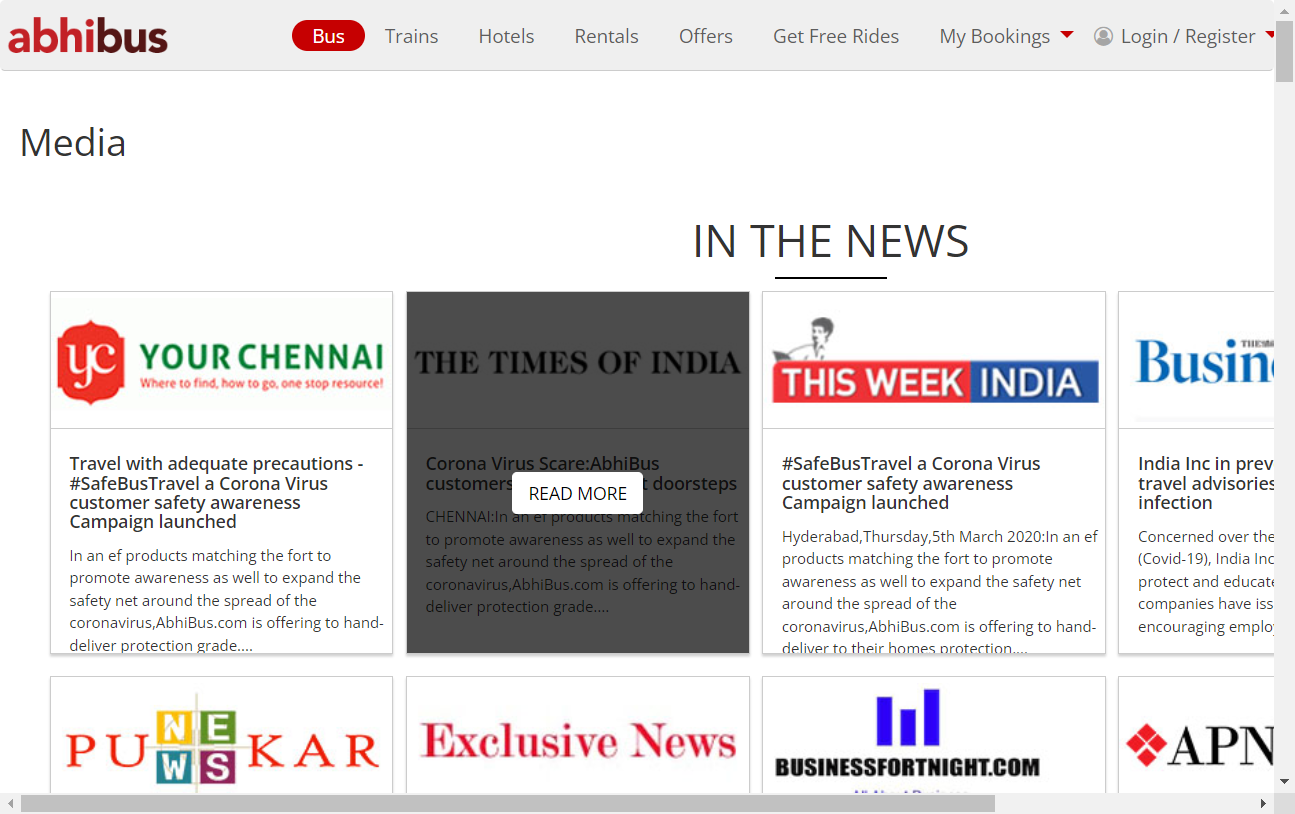 abhibus
Bus Trains Hotels Rentals Offers Get Free Rides My Bookings Login / Register
Media
IN THE NEWS
yc YOUR CHENNAI
Where to find, how to go, one stop resource!
Travel with adequate precautions -
#SafeBusTravel a Corona Virus
customer safety awareness
Campaign launched
In an ef products matching the fort to
promote awareness as well to expand the
safety net around the spread of the
coronavirus,AbhiBus.com is offering to hand-
deliver protection grade....
THE TIMES OF INDIA
Corona Virus Scare:AbhiBus
customers doorsteps
READ MORE
CHENNAI:In an ef products matching the fort
to promote awareness as well to expand the
safety net around the spread of the
coronavirus,AbhiBus.com is offering to hand-
deliver protection grade....
THIS WEEK INDIA
#SafeBusTravel a Corona Virus
customer safety awareness
Campaign launched
Hyderabad,Thursday,5th March 2020:In an ef
products matching the fort to promote
awareness as well to expand the safety net
around the spread of the
coronavirus,AbhiBus.com is offering to hand-
deliver to their homes protection....
Busin
India Inc in prev
travel advisories
infection
Concerned over the
(Covid-19), India Inc
protect and educate
companies have iss
encouraging employ
PUNEKAR
NEWS
Exclusive News
BUSINESSFORTNIGHT.COM
All About Business
APN